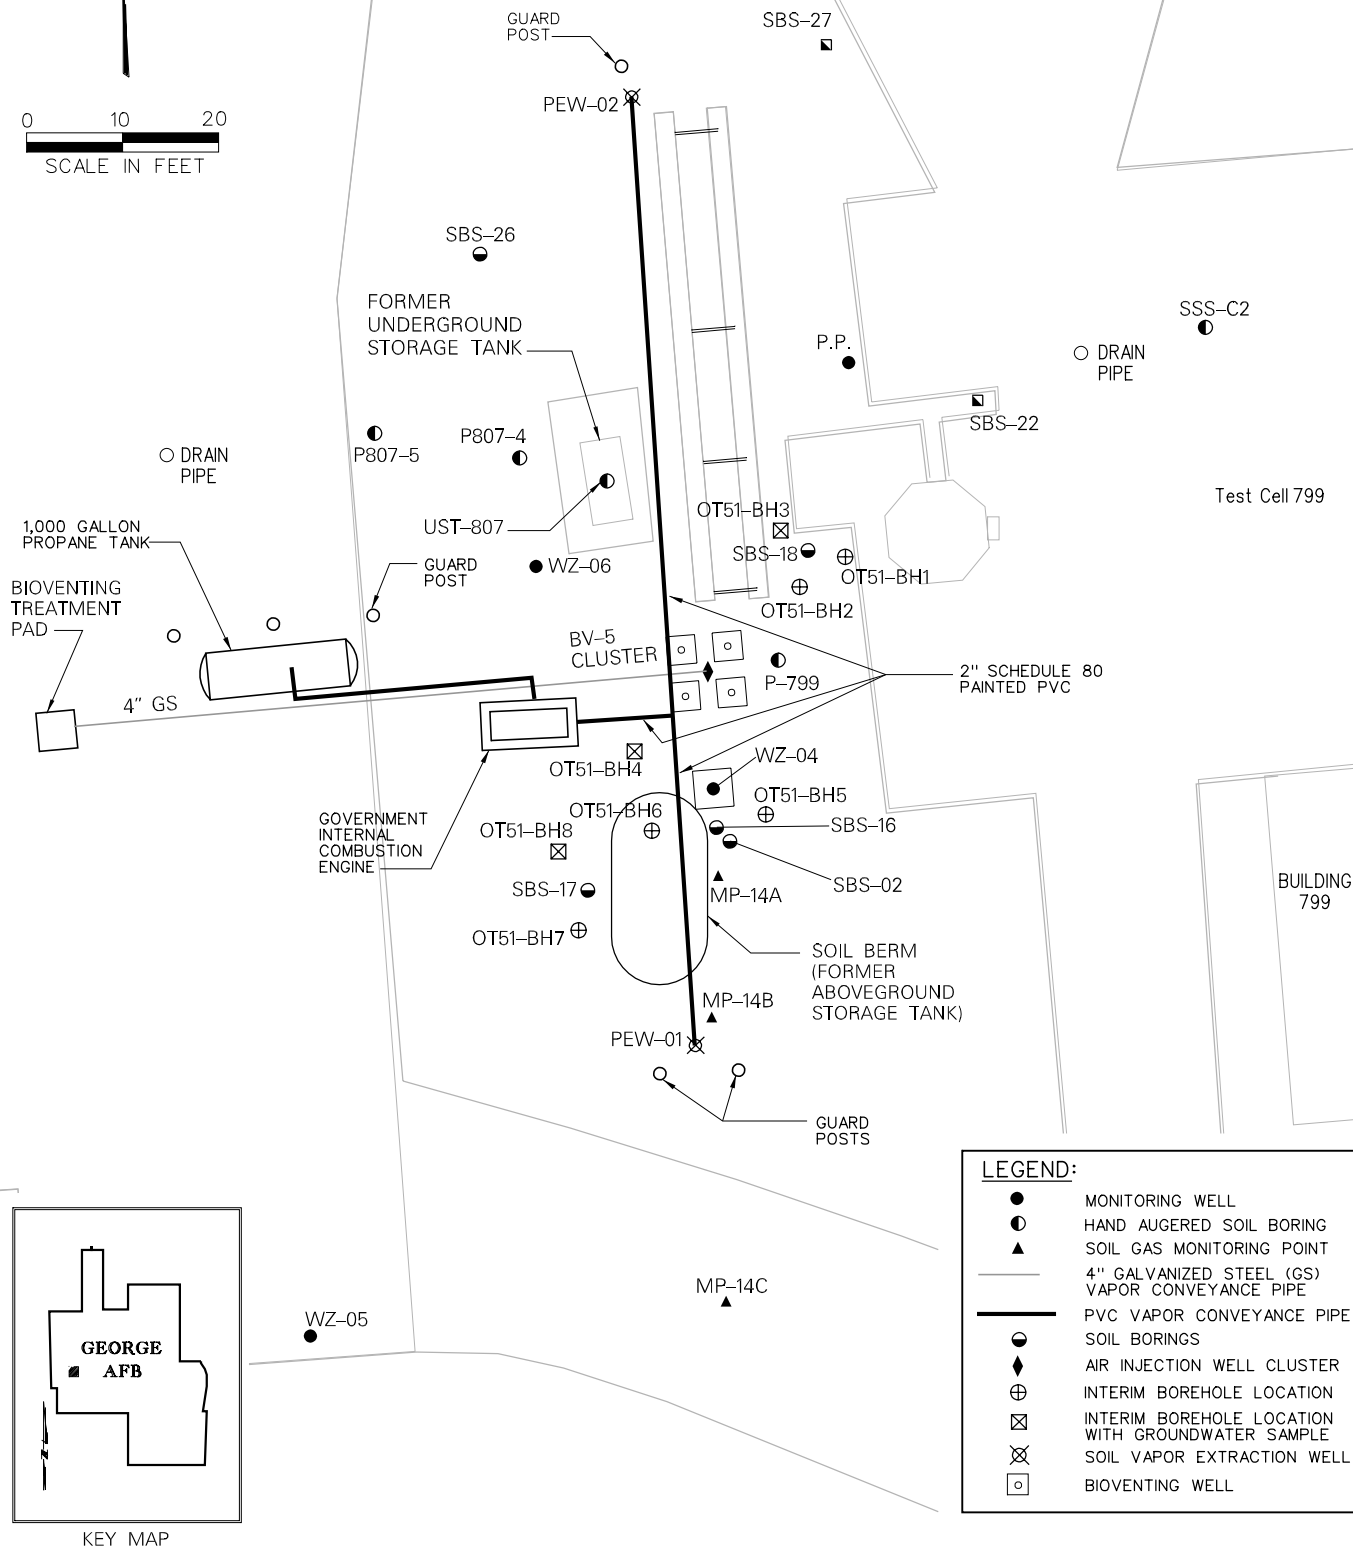 GUARD
POST
SBS–27
PEW–02
0 10 20
SCALE IN FEET
SBS–26
FORMER
UNDERGROUND
STORAGE TANK
SSS–C2
P.P.
DRAIN
PIPE
SBS–22
P807–4
P807–5
DRAIN
PIPE
Test Cell 799
UST–807
OT51–BH3
SBS–18
OT51–BH1
OT51–BH2
1,000 GALLON
PROPANE TANK
GUARD
POST
WZ–06
BIOVENTING
TREATMENT
PAD
BV–5
CLUSTER
P–799
2" SCHEDULE 80
PAINTED PVC
4" GS
WZ–04
OT51–BH4
OT51–BH5
OT51–BH6
GOVERNMENT
INTERNAL
COMBUSTION
ENGINE
OT51–BH8
SBS–16
SBS–17
SBS–02
MP–14A
BUILDING
799
OT51–BH7
SOIL BERM
(FORMER
ABOVEGROUND
STORAGE TANK)
MP–14B
PEW–01
GUARD
POSTS
MP–14C
WZ–05
GEORGE
AFB
N
KEY MAP
LEGEND:
MONITORING WELL
HAND AUGERED SOIL BORING
SOIL GAS MONITORING POINT
4" GALVANIZED STEEL (GS)
VAPOR CONVEYANCE PIPE
PVC VAPOR CONVEYANCE PIPE
SOIL BORINGS
AIR INJECTION WELL CLUSTER
INTERIM BOREHOLE LOCATION
INTERIM BOREHOLE LOCATION
WITH GROUNDWATER SAMPLE
SOIL VAPOR EXTRACTION WELL
BIOVENTING WELL